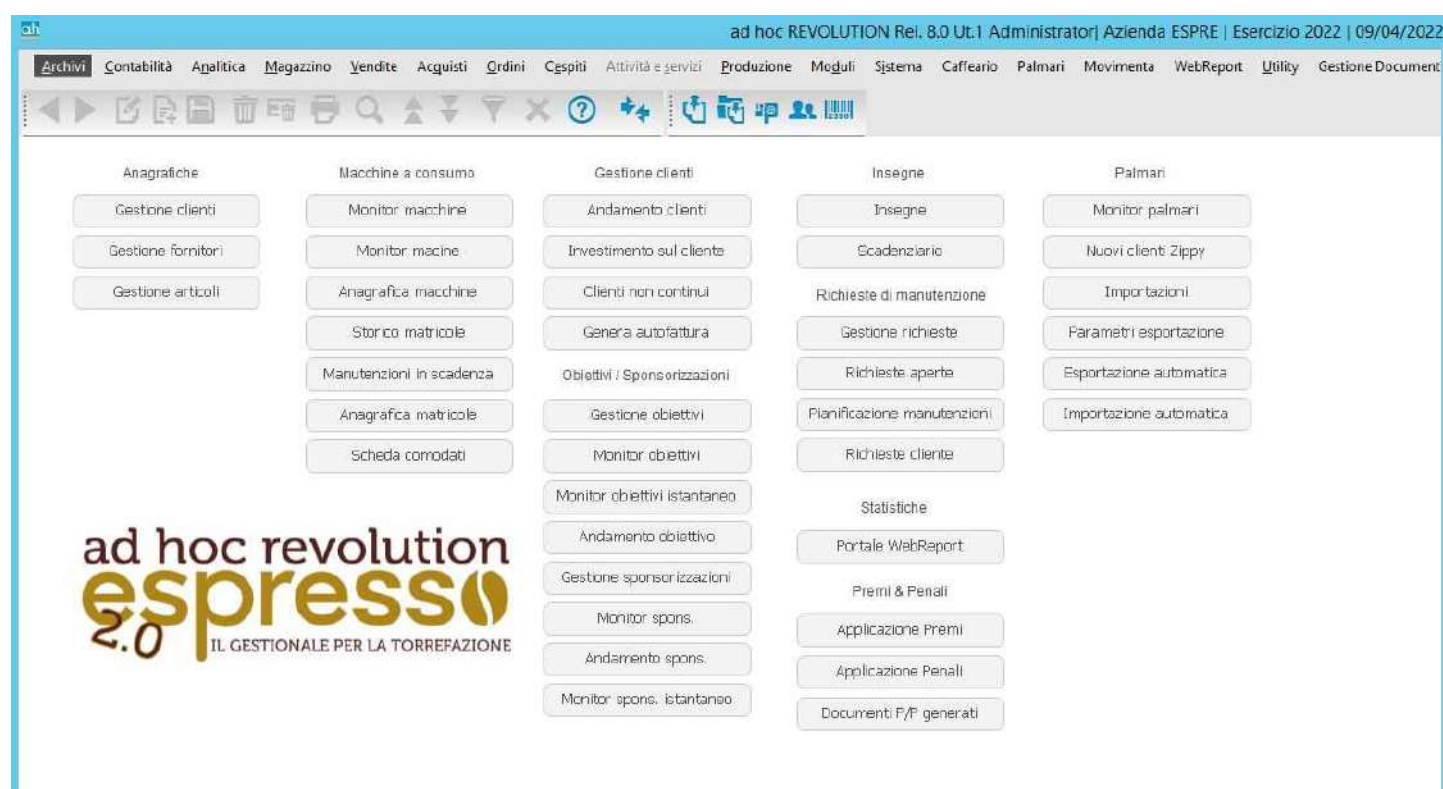 ah
ad hoc REVOLUTION Rel. 8.0 Ut.1 Administrator| Azienda ESPRE | Esercizio 2022 | 09/04/2022
Archivi Contabilità Analitica Magazzino Vendite Acquisti Ordini Cespiti Attività e servizi Produzione Moduli Sistema Caffeario Palmari Movimenta WebReport Utility Gestione Document
Anagrafiche
Gestione clienti
Gestione fornitori
Gestione articoli
Macchine a consumo
Monitor macchine
Monitor macine
Anagrafica macchine
Storico matricole
Manutenzioni in scadenza
Anagrafica matricole
Scheda comodati
Gestione clienti
Andamento clienti
Investimento sul cliente
Clienti non continui
Genera autofattura
Obiettivi / Sponsorizzazioni
Gestione obiettivi
Monitor obiettivi
Monitor obiettivi istantaneo
Andamento obiettivo
Gestione sponsorizzazioni
Monitor spons.
Andamento spons.
Monitor spons. istantaneo
Insegne
Insegne
Scadenziario
Richieste di manutenzione
Gestione richieste
Richieste aperte
Pianificazione manutenzioni
Richieste cliente
Statistiche
Portale WebReport
Premi & Penali
Applicazione Premi
Applicazione Penali
Documenti P/P generati
Palmari
Monitor palmari
Nuovi clienti Zippy
Importazioni
Parametri esportazione
Esportazione automatica
Importazione automatica
ad hoc revolution
espresso
2.0 IL GESTIONALE PER LA TORREFAZIONE